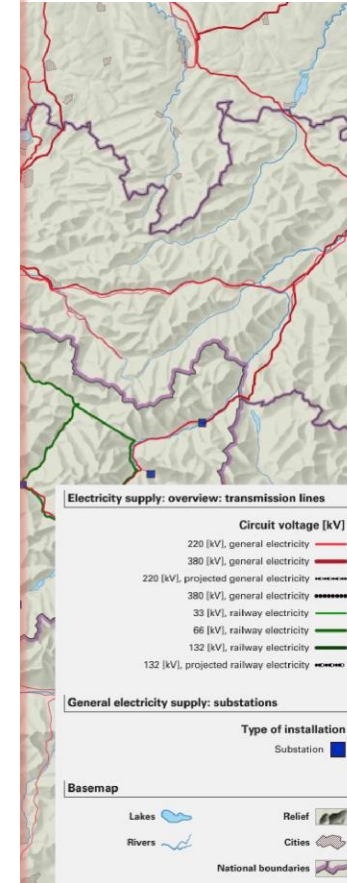 Electricity supply: overview: transmission lines
Circuit voltage [kV]
220 [kV], general electricity
380 [kV], general electricity
220 [kV], projected general electricity
380 [kV], general electricity
33 [kV], railway electricity
66 [kV], railway electricity
132 [kV], railway electricity
132 [kV], projected railway electricity
General electricity supply: substations
Type of installation
Substation
Basemap
Lakes Relief
Rivers Cities
National boundaries